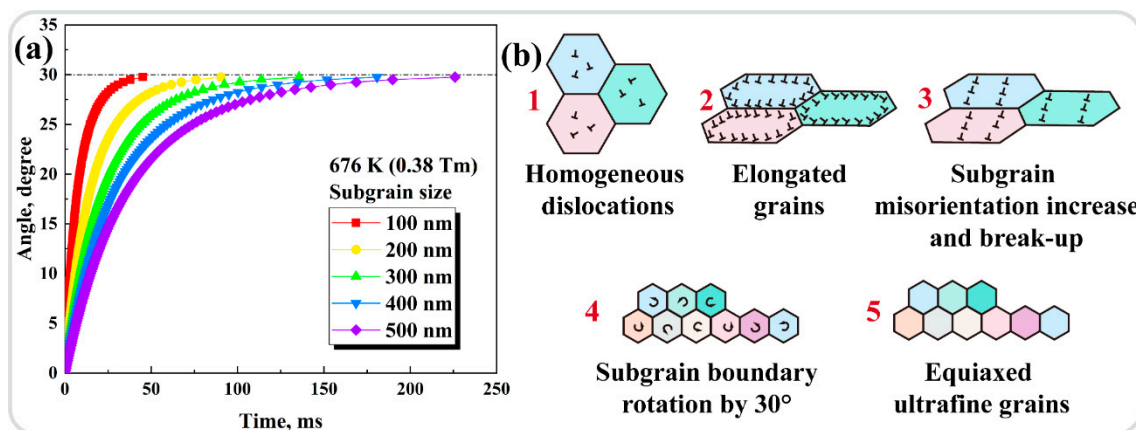 (a)
Angle, degree
35
30
25
20
15
10
5
0
0 50 100 150 200 250
Time, ms
676 K (0.38 Tm)
Subgrain size
100 nm
200 nm
300 nm
400 nm
500 nm
(b)
1
Homogeneous
dislocations
2
Elongated
grains
3
Subgrain
misorientation increase
and break-up
4
Subgrain boundary
rotation by 30°
5
Equiaxed
ultrafine grains